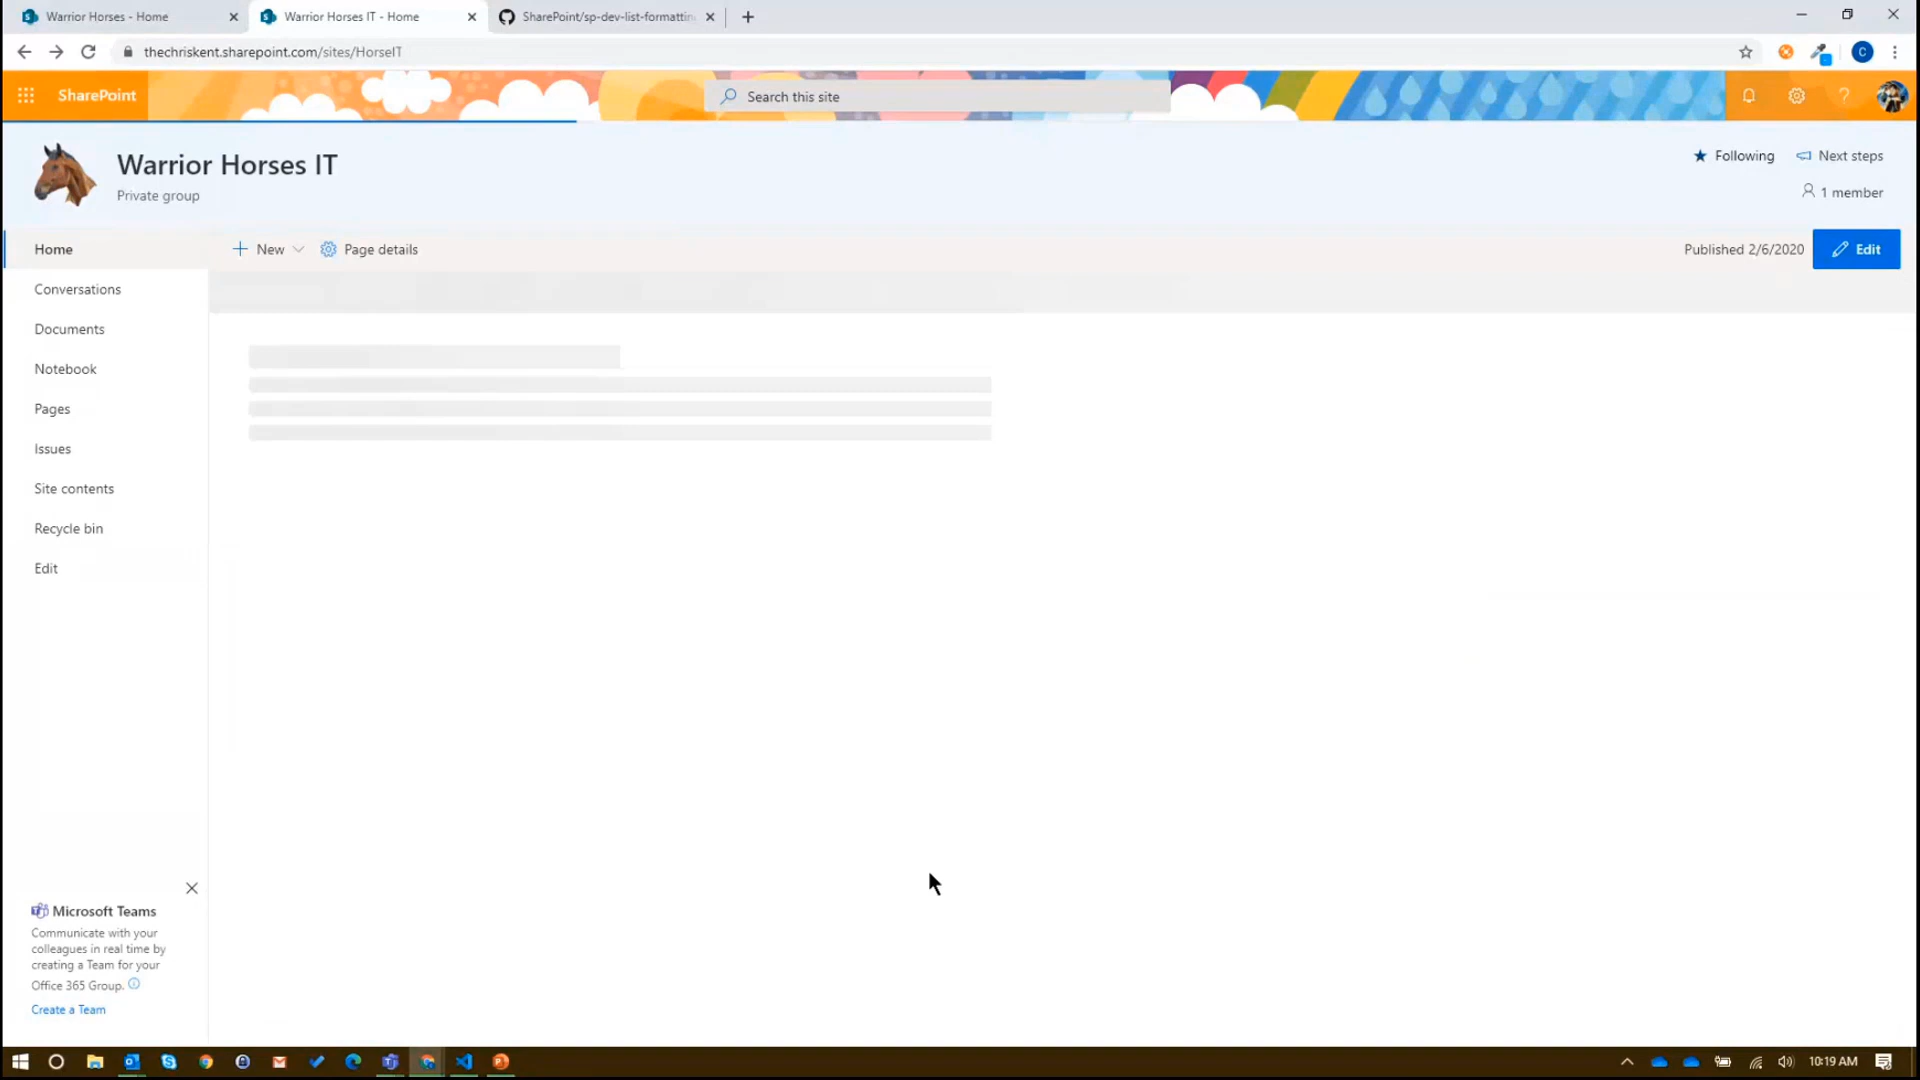 Warrior Horses - Home
Warrior Horses IT - Home
SharePoint/sp-dev-list-formattin
thechriskent.sharepoint.com/sites/HorseIT
C
SharePoint
Search this site
?
Warrior Horses IT
Private group
Following
Next steps
1 member
Home
New
Page details
Published 2/6/2020
Edit
Conversations
Documents
Notebook
Pages
Issues
Site contents
Recycle bin
Edit
Microsoft Teams
Communicate with your
colleagues in real time by
creating a Team for your
Office 365 Group.
Create a Team
10:19 AM